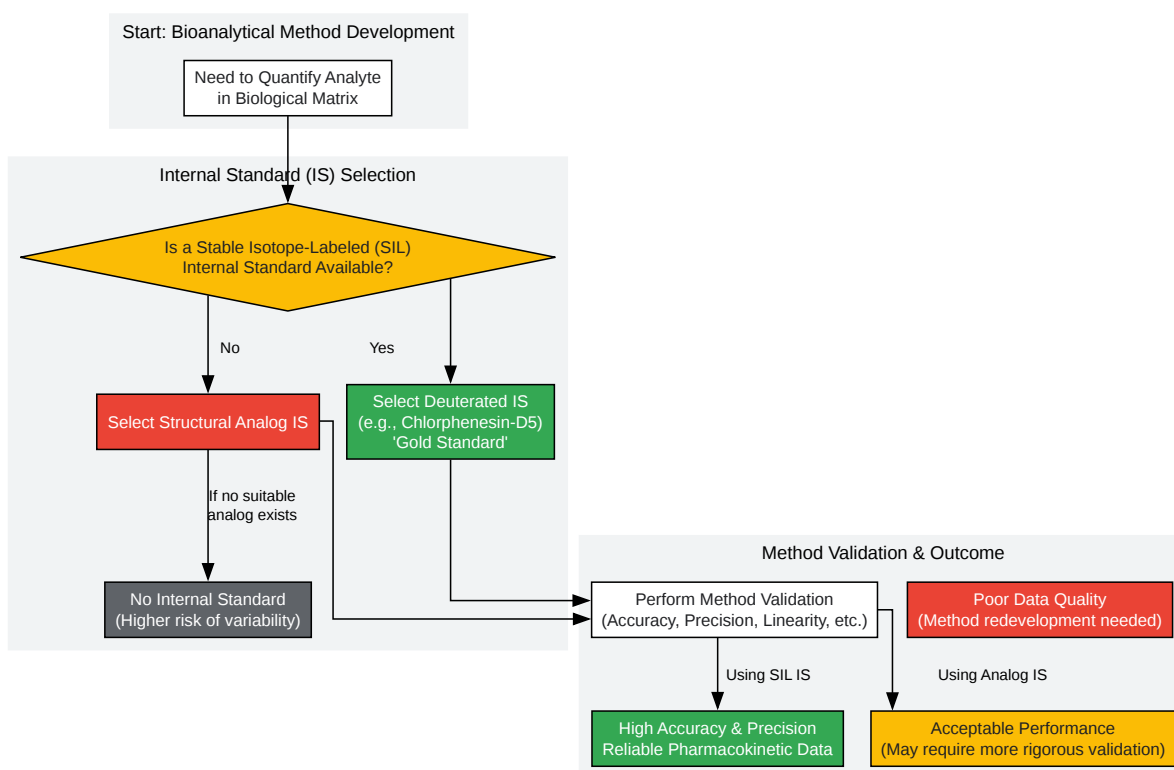 Start: Bioanalytical Method Development
Need to Quantify Analyte
in Biological Matrix
Internal Standard (IS) Selection
Is a Stable Isotope-Labeled (SIL)
Internal Standard Available?
No
Yes
Select Structural Analog IS
Select Deuterated IS
(e.g., Chlorphenesin-D5)
'Gold Standard'
If no suitable
analog exists
No Internal Standard
(Higher risk of variability)
Method Validation & Outcome
Perform Method Validation
(Accuracy, Precision, Linearity, etc.)
Poor Data Quality
(Method redevelopment needed)
Using SIL IS
Using Analog IS
High Accuracy & Precision
Reliable Pharmacokinetic Data
Acceptable Performance
(May require more rigorous validation)